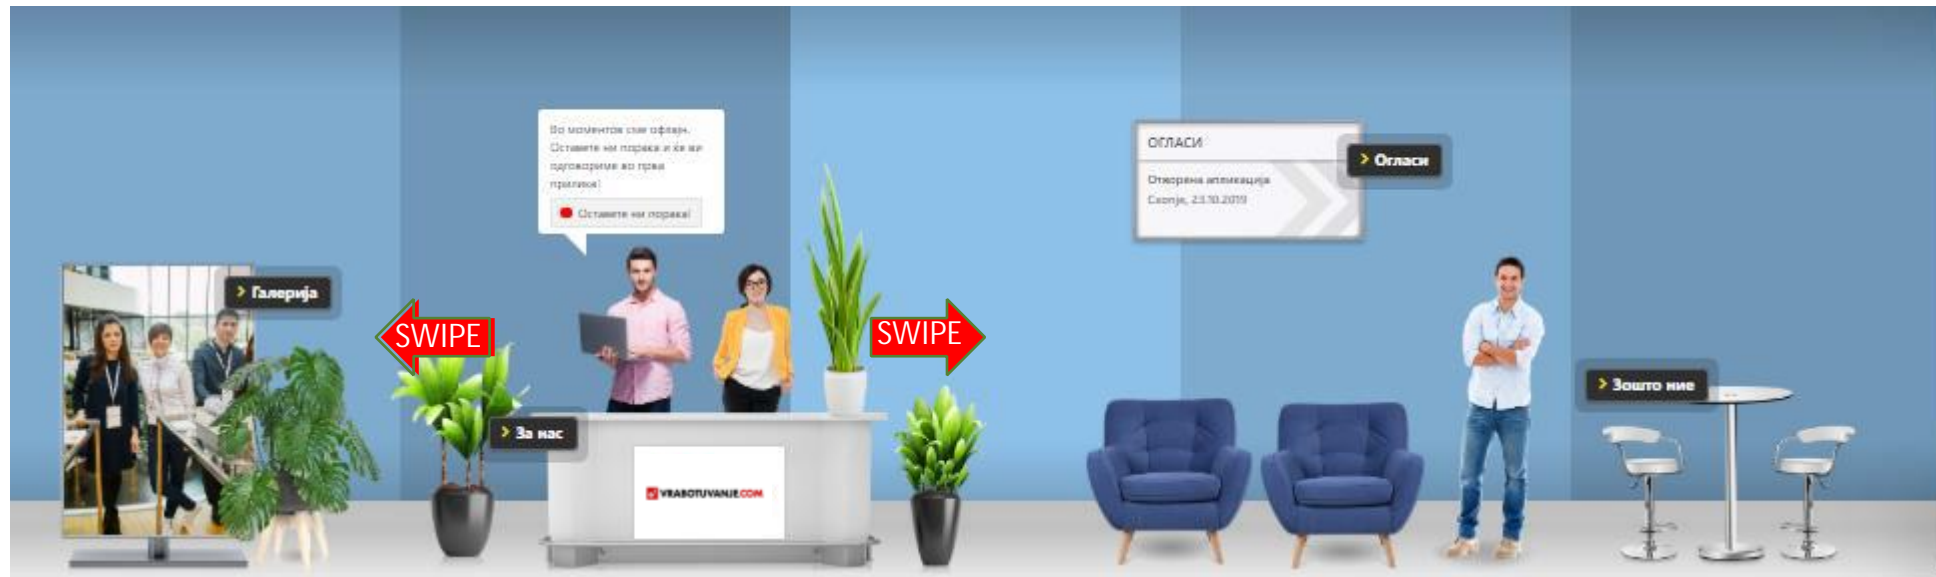 Во моментов сме офлајн.
Оставете ни порака и ќе ви
одговориме во прва
прилика!
Оставете ни порака!
ОГЛАСИ
> Огласи
Отворена апликација
Скопје, 23.10.2019
> Галерија
SWIPE
SWIPE
> Зошто ние
> За нас
VRABOTUVANJE.COM